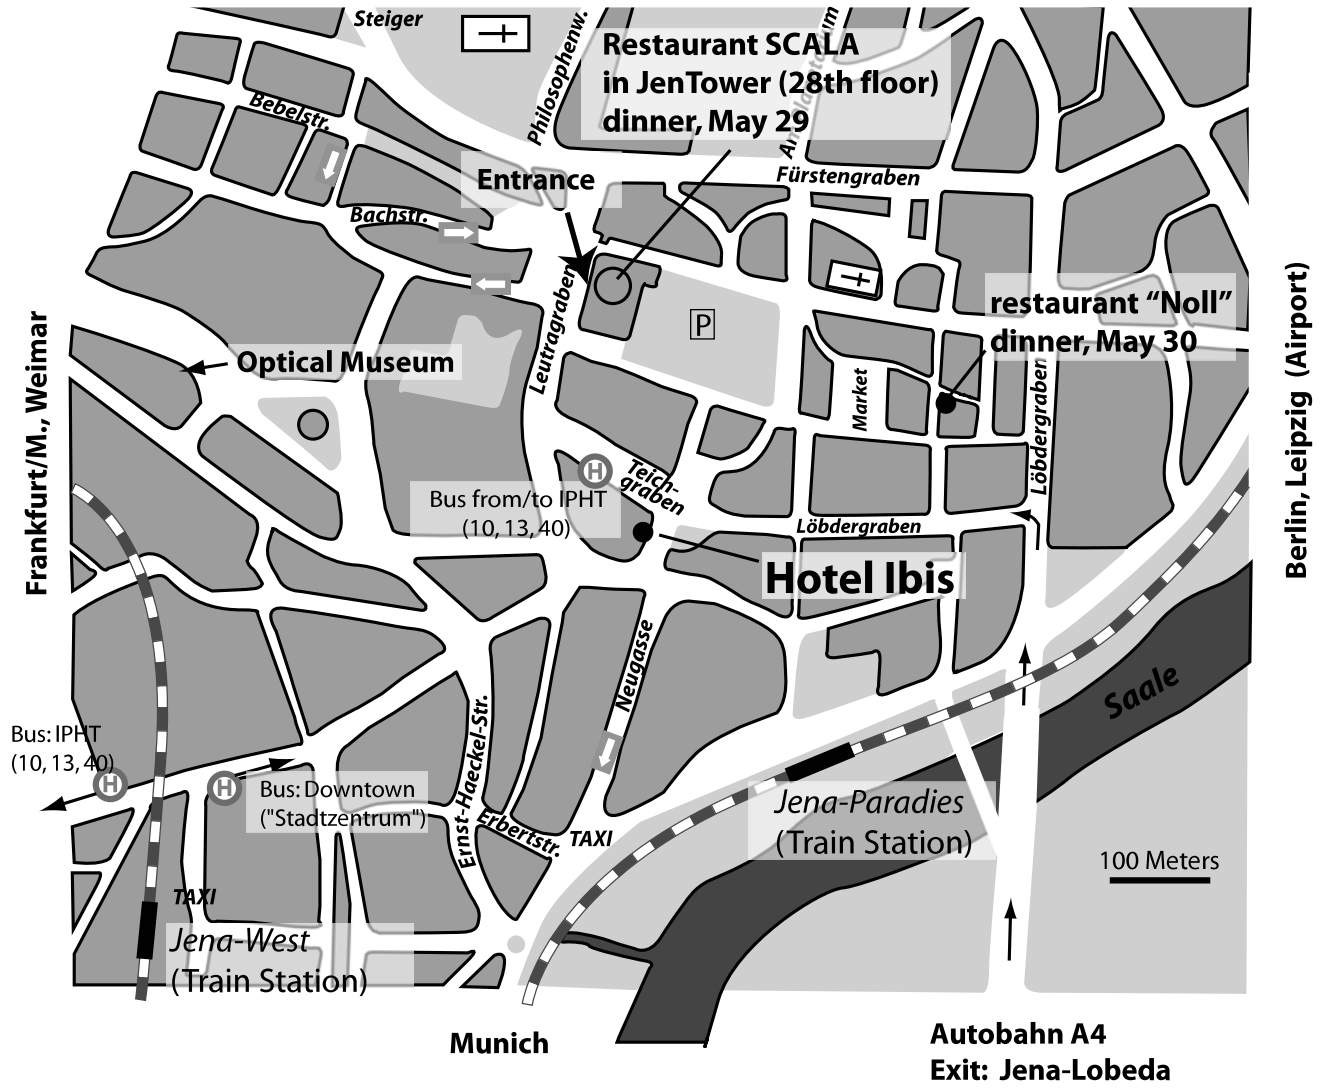 Steiger
Philosophenw.
Restaurant SCALA
in JenTower (28th floor)
dinner, May 29
Bebelstr.
Entrance
Fürstengraben
Bachstr.
Leutragraben
restaurant “Noll”
dinner, May 30
P
Optical Museum
Market
Löbdergraben
Frankfurt/M., Weimar
Berlin, Leipzig (Airport)
H
Teich-
graben
Bus from/to IPHT
(10, 13, 40)
Löbdergraben
Hotel Ibis
Neugasse
Saale
Ernst-Haeckel-Str.
Bus: IPHT
(10, 13, 40)
H
H
Bus: Downtown
("Stadtzentrum")
Erbertstr.
TAXI
Jena-Paradies
(Train Station)
100 Meters
TAXI
Jena-West
(Train Station)
Munich
Autobahn A4
Exit: Jena-Lobeda